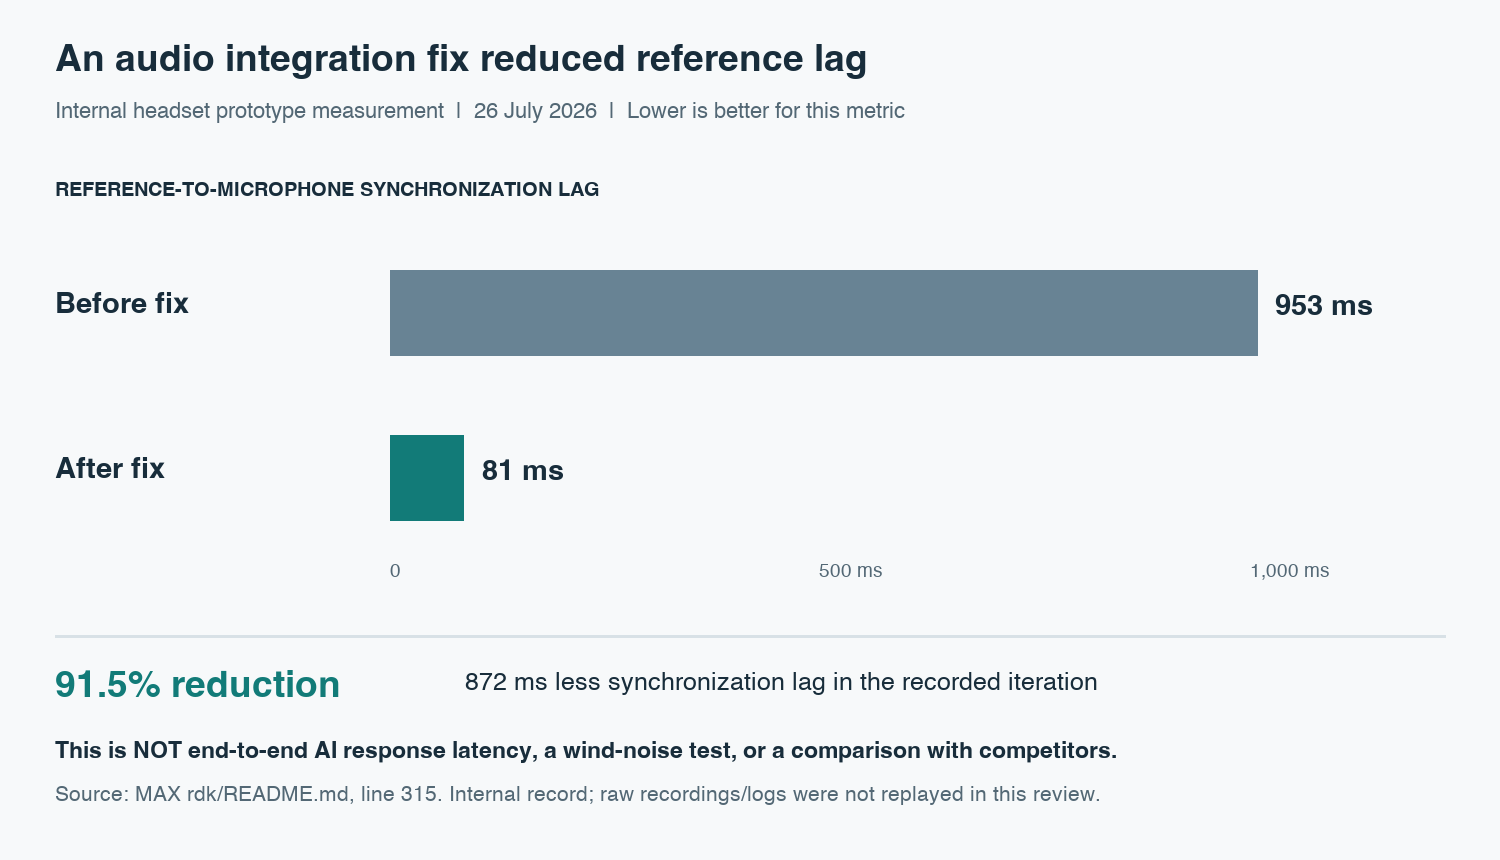 An audio integration fix reduced reference lag
Internal headset prototype measurement | 26 July 2026 | Lower is better for this metric
REFERENCE-TO-MICROPHONE SYNCHRONIZATION LAG
Before fix
953 ms
After fix
81 ms
0
500 ms
1,000 ms
91.5% reduction
872 ms less synchronization lag in the recorded iteration
This is NOT end-to-end AI response latency, a wind-noise test, or a comparison with competitors.
Source: MAX rdk/README.md, line 315. Internal record; raw recordings/logs were not replayed in this review.